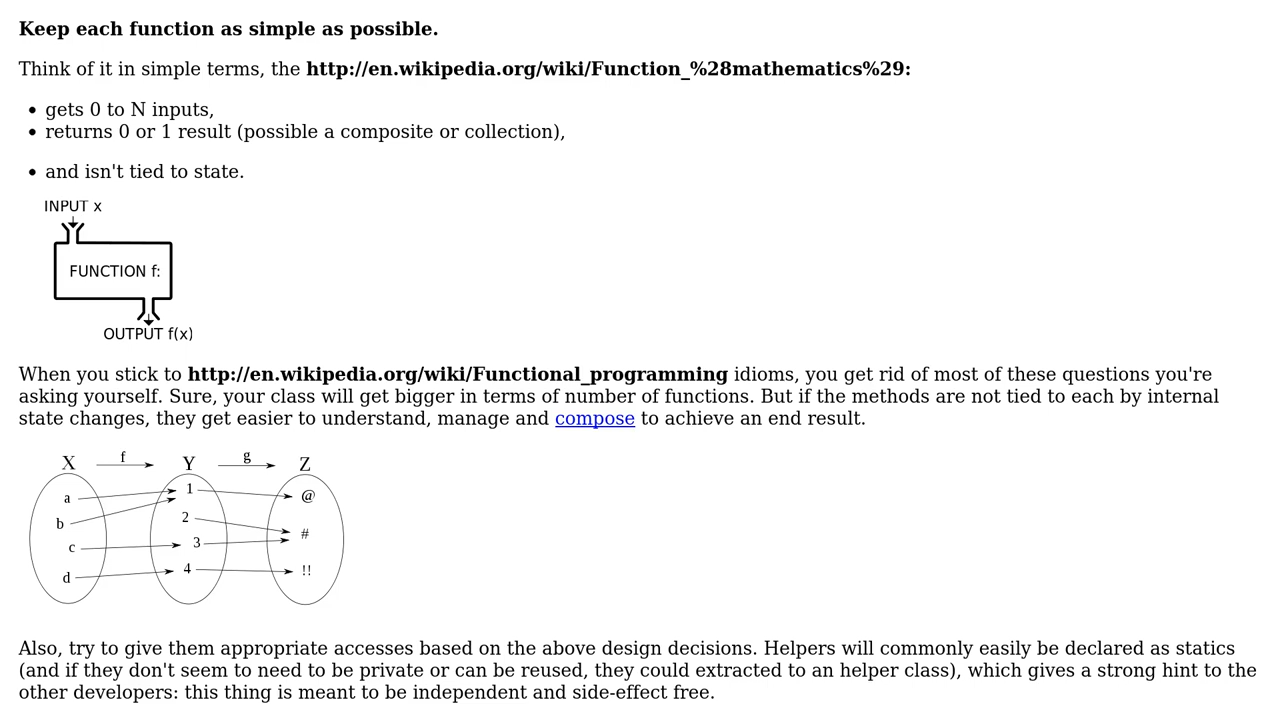 Keep each function as simple as possible.
Think of it in simple terms, the http://en.wikipedia.org/wiki/Function_%28mathematics%29:
• gets 0 to N inputs,
• returns 0 or 1 result (possible a composite or collection),
• and isn't tied to state.
INPUT x
FUNCTION f:
OUTPUT f(x)
When you stick to http://en.wikipedia.org/wiki/Functional_programming idioms, you get rid of most of these questions you're
asking yourself. Sure, your class will get bigger in terms of number of functions. But if the methods are not tied to each by internal
state changes, they get easier to understand, manage and compose to achieve an end result.
X f Y g Z
a 1 @
b 2 #
c 3
d 4 !!
Also, try to give them appropriate accesses based on the above design decisions. Helpers will commonly easily be declared as statics
(and if they don't seem to need to be private or can be reused, they could extracted to an helper class), which gives a strong hint to the
other developers: this thing is meant to be independent and side-effect free.